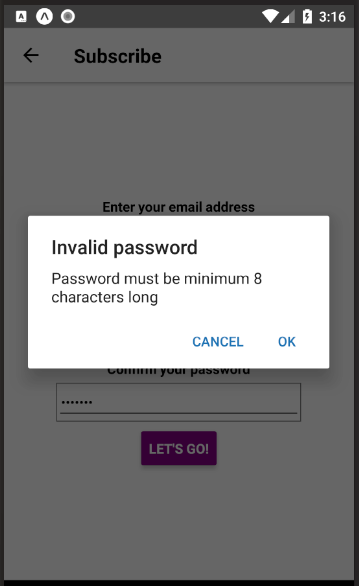 3:16
Subscribe
Enter your email address
Invalid password
Password must be minimum 8
characters long
CANCEL OK
Confirm your password
•••••••
LET'S GO!